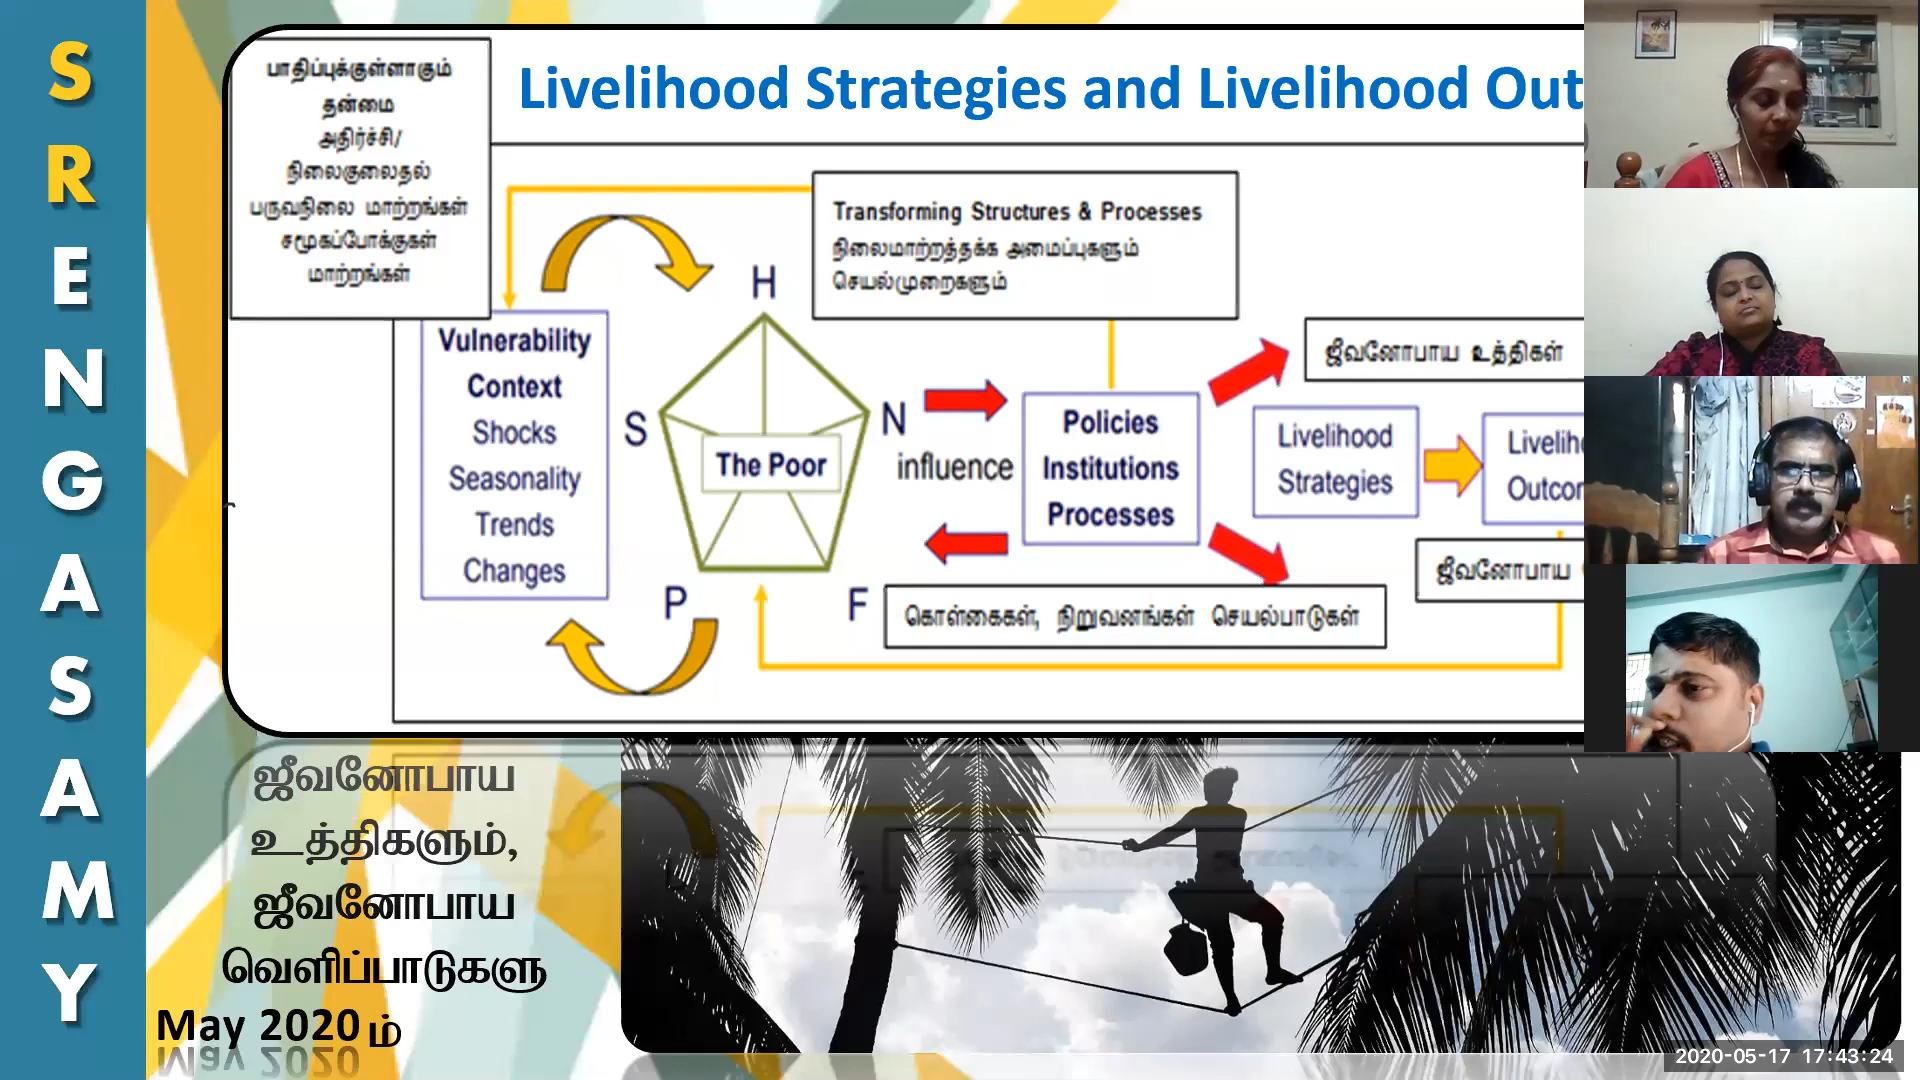 SRENGASAMY
பாதிப்புக்குள்ளாகும்
தன்மை
அதிர்ச்சி/
நிலைகுலைதல்
பருவநிலை மாற்றங்கள்
சமூகப்போக்குகள்
மாற்றங்கள்
Livelihood Strategies and Livelihood Out
Transforming Structures & Processes
நிலைமாற்றத்தக்க அமைப்புகளும்
செயல்முறைகளும்
Vulnerability
Context
Shocks
Seasonality
Trends
Changes
H
S
N
P
F
The Poor
influence
Policies
Institutions
Processes
ஜீவனோபாய உத்திகள்
Livelihood
Strategies
Liveliho
Outcor
ஜீவனோபாய
கொள்கைகள், நிறுவனங்கள் செயல்பாடுகள்
ஜீவனோபாய
உத்திகளும்,
ஜீவனோபாய
வெளிப்பாடுகளு
ம்
May 2020
2020-05-17 17:43:24